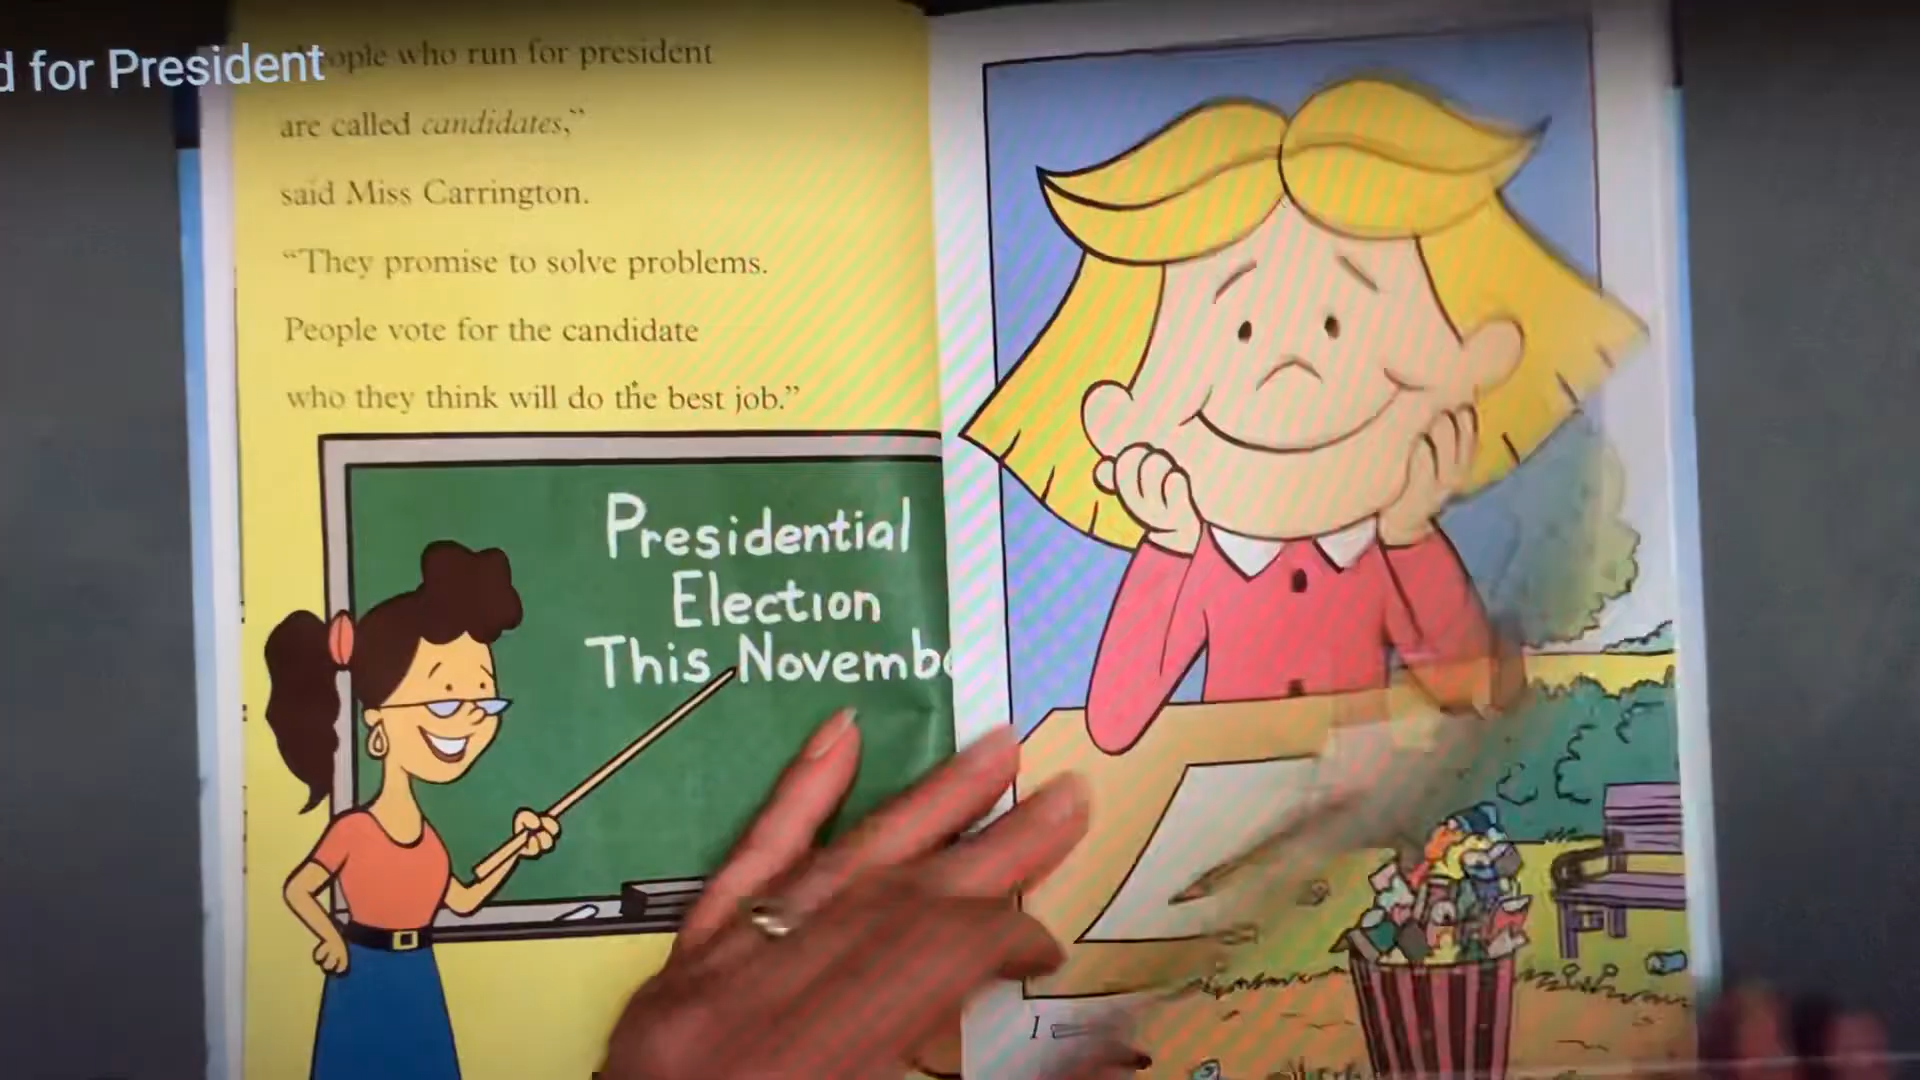 d for President
ople who run for president
are called candidates,”
said Miss Carrington.
“They promise to solve problems.
People vote for the candidate
who they think will do the best job.”
Presidential
Election
This Novemb